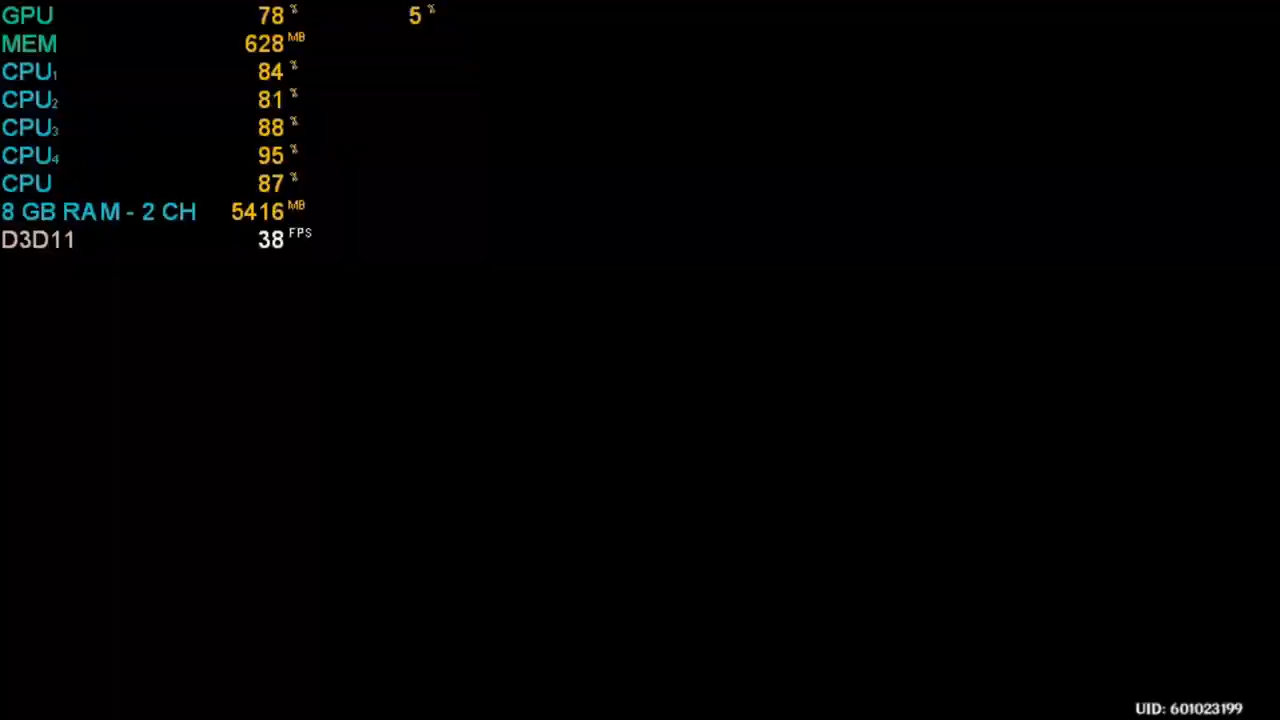 GPU 78 % 5 %
MEM 628 MB
CPU1 84 %
CPU2 81 %
CPU3 88 %
CPU4 95 %
CPU 87 %
8 GB RAM - 2 CH 5416 MB
D3D11 38 FPS
UID: 601023199